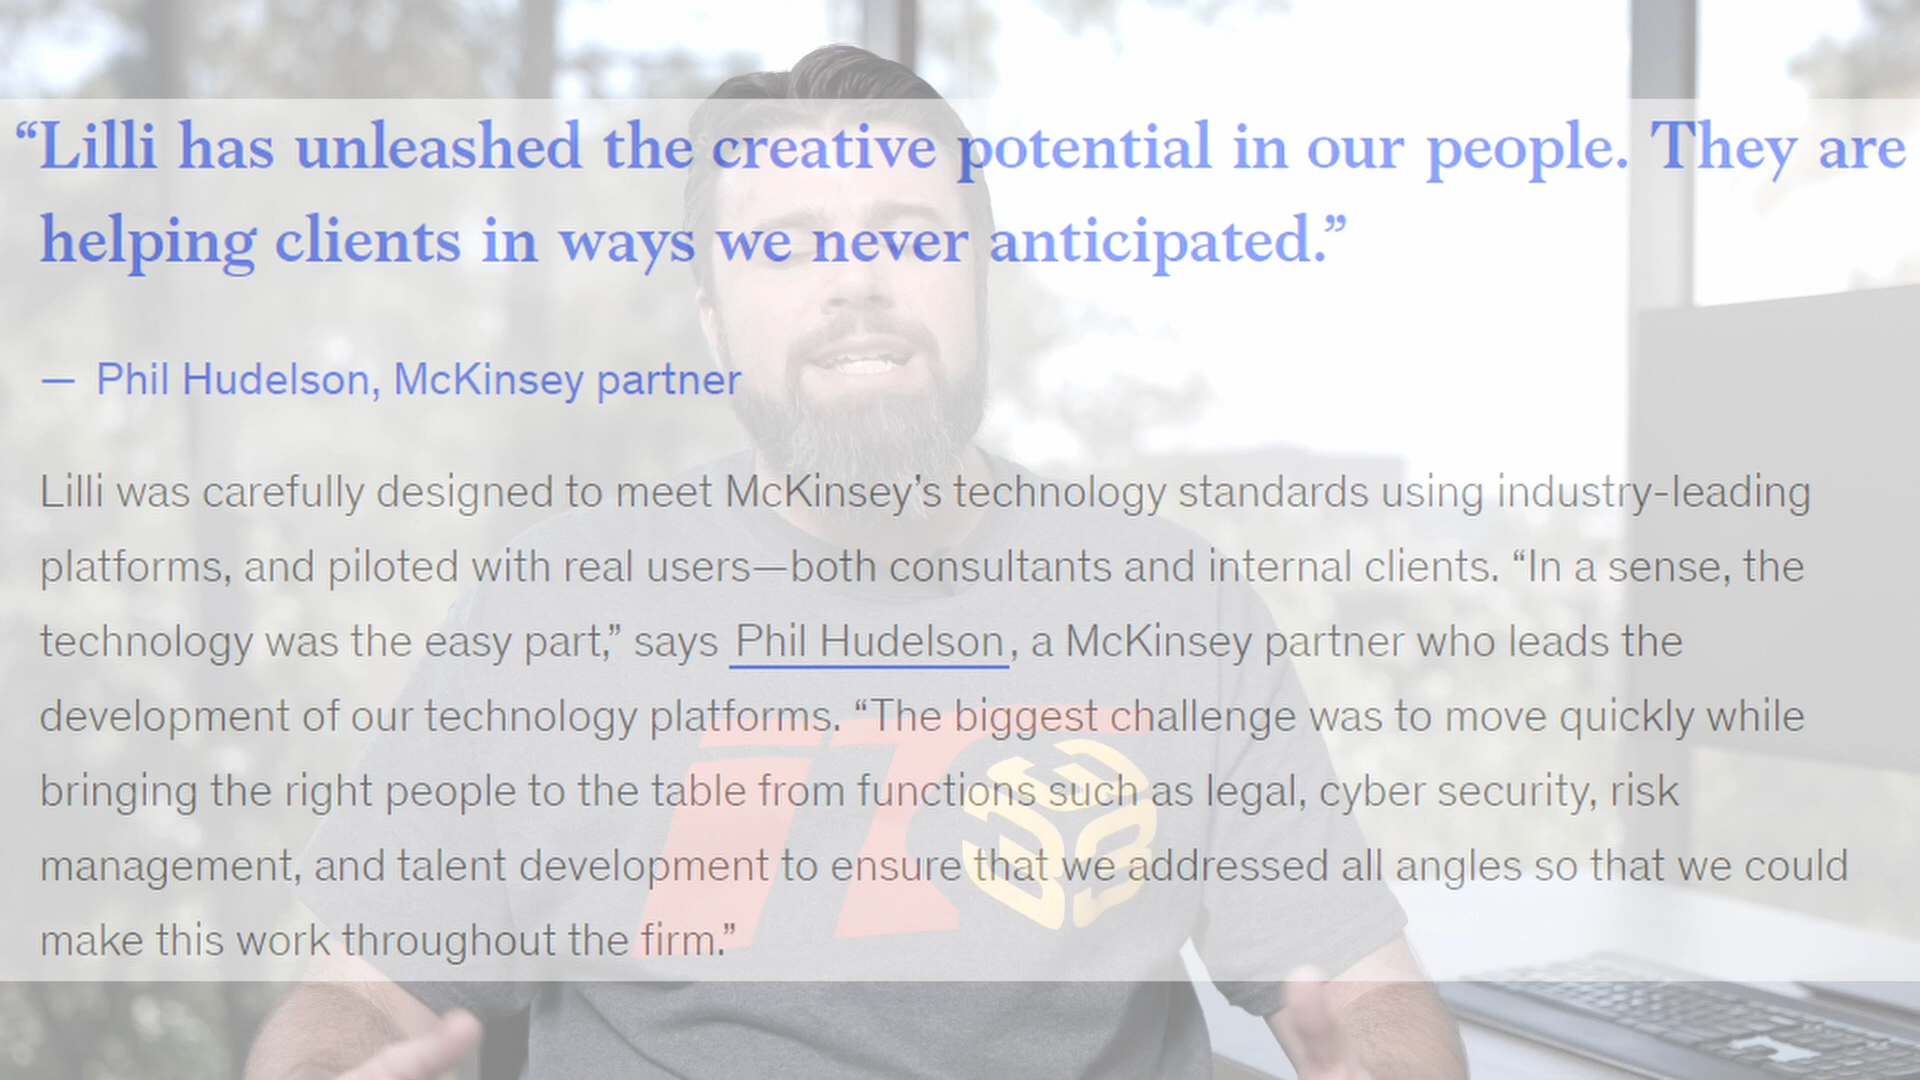 “Lilli has unleashed the creative potential in our people. They are
helping clients in ways we never anticipated.”
— Phil Hudelson, McKinsey partner
Lilli was carefully designed to meet McKinsey’s technology standards using industry-leading
platforms, and piloted with real users—both consultants and internal clients. “In a sense, the
technology was the easy part,” says Phil Hudelson, a McKinsey partner who leads the
development of our technology platforms. “The biggest challenge was to move quickly while
bringing the right people to the table from functions such as legal, cyber security, risk
management, and talent development to ensure that we addressed all angles so that we could
make this work throughout the firm.”